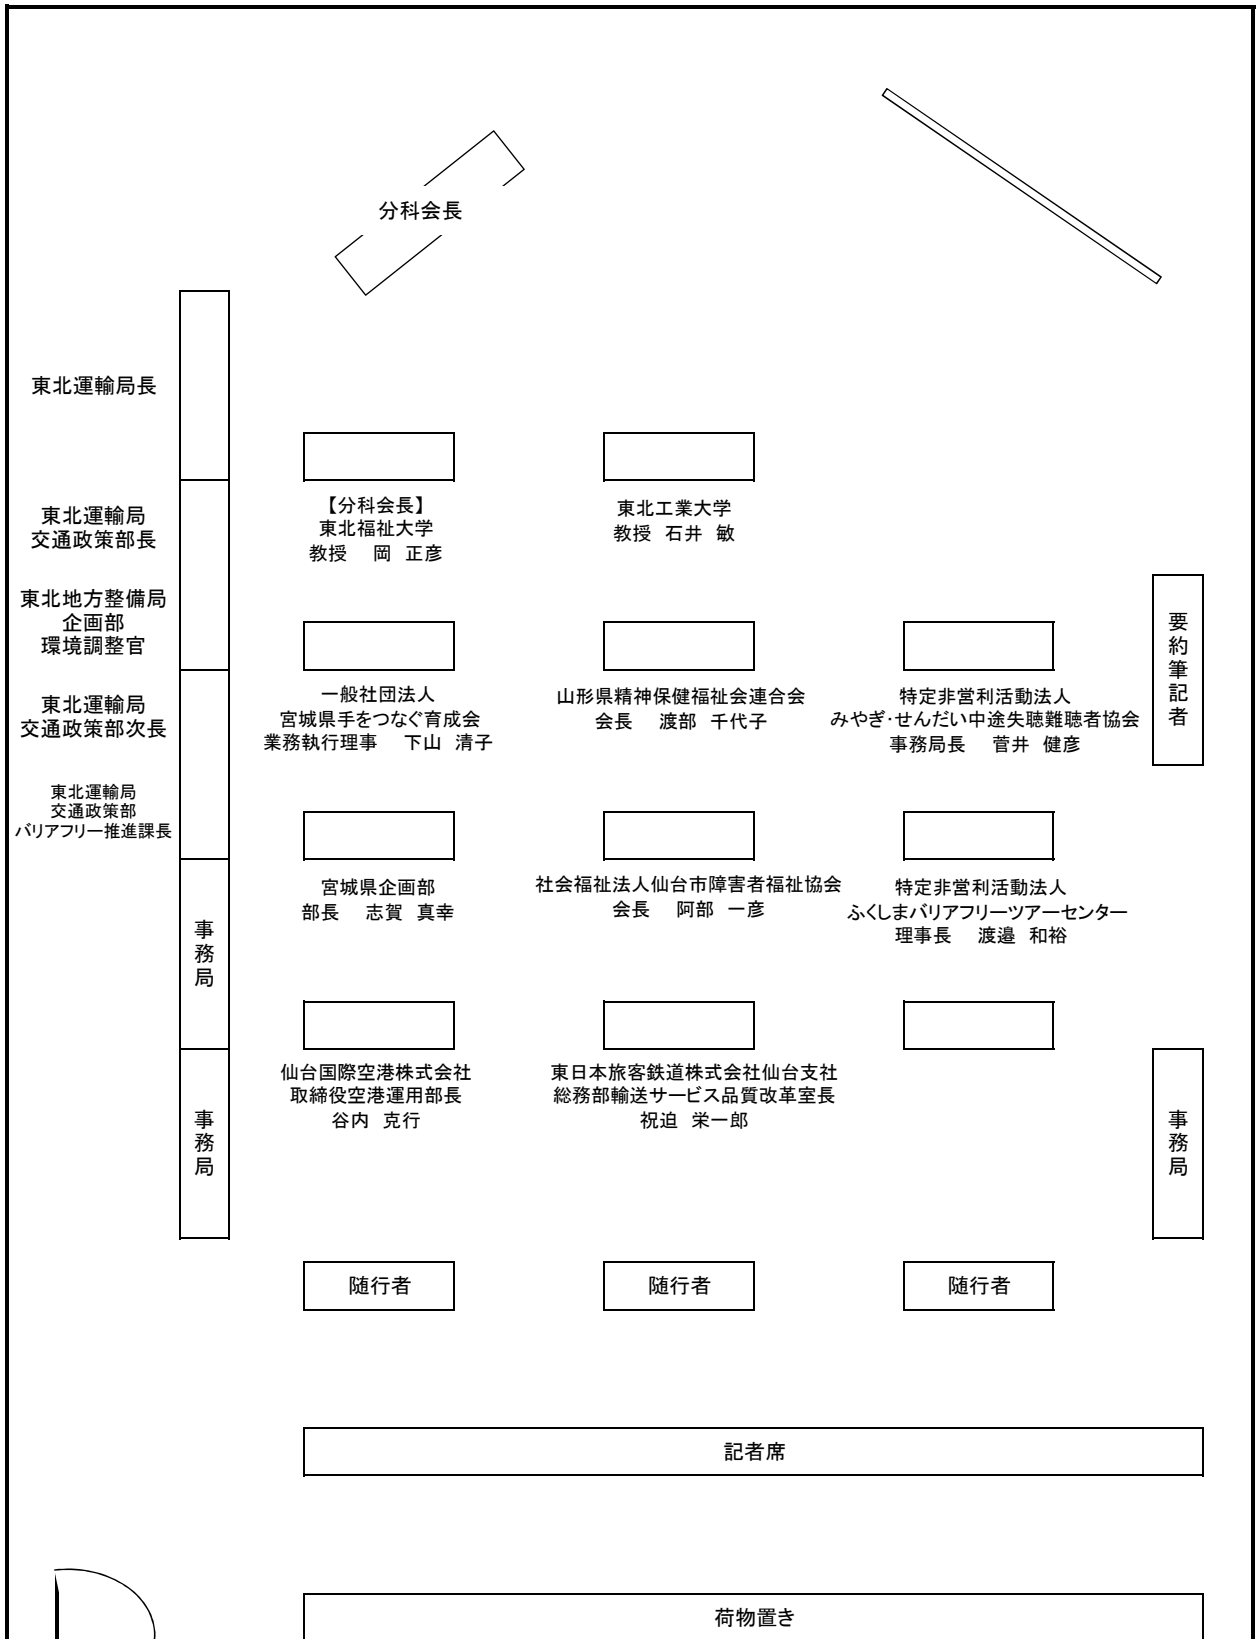 分科会長
東北運輸局長
東北運輸局
交通政策部長
東北地方整備局
企画部
環境調整官
東北運輸局
交通政策部次長
東北運輸局
交通政策部
バリアフリー推進課長
事務局
事務局
【分科会長】
東北福祉大学
教授 岡 正彦
東北工業大学
教授 石井 敏
一般社団法人
宮城県手をつなぐ育成会
業務執行理事 下山 清子
山形県精神保健福祉会連合会
会長 渡部 千代子
特定非営利活動法人
みやぎ・せんだい中途失聴難聴者協会
事務局長 菅井 健彦
要約筆記者
宮城県企画部
部長 志賀 真幸
社会福祉法人仙台市障害者福祉協会
会長 阿部 一彦
特定非営利活動法人
ふくしまバリアフリーツアーセンター
理事長 渡邉 和裕
仙台国際空港株式会社
取締役空港運用部長
谷内 克行
東日本旅客鉄道株式会社仙台支社
総務部輸送サービス品質改革室長
祝迫 栄一郎
事務局
随行者
随行者
随行者
記者席
荷物置き